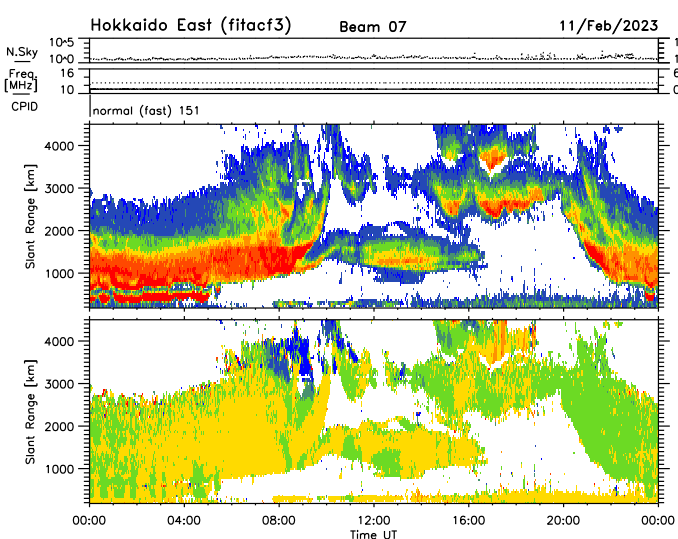 Hokkaido East (fitacf3) Beam 07 11/Feb/2023
N.Sky 10^5 10^0 1 1
Freq. [MHz] 16 10 6 0
CPID normal (fast) 151
Slant Range [km] 4000 3000 2000 1000
Slant Range [km] 4000 3000 2000 1000
00:00 04:00 08:00 12:00 16:00 20:00 00:00
Time UT